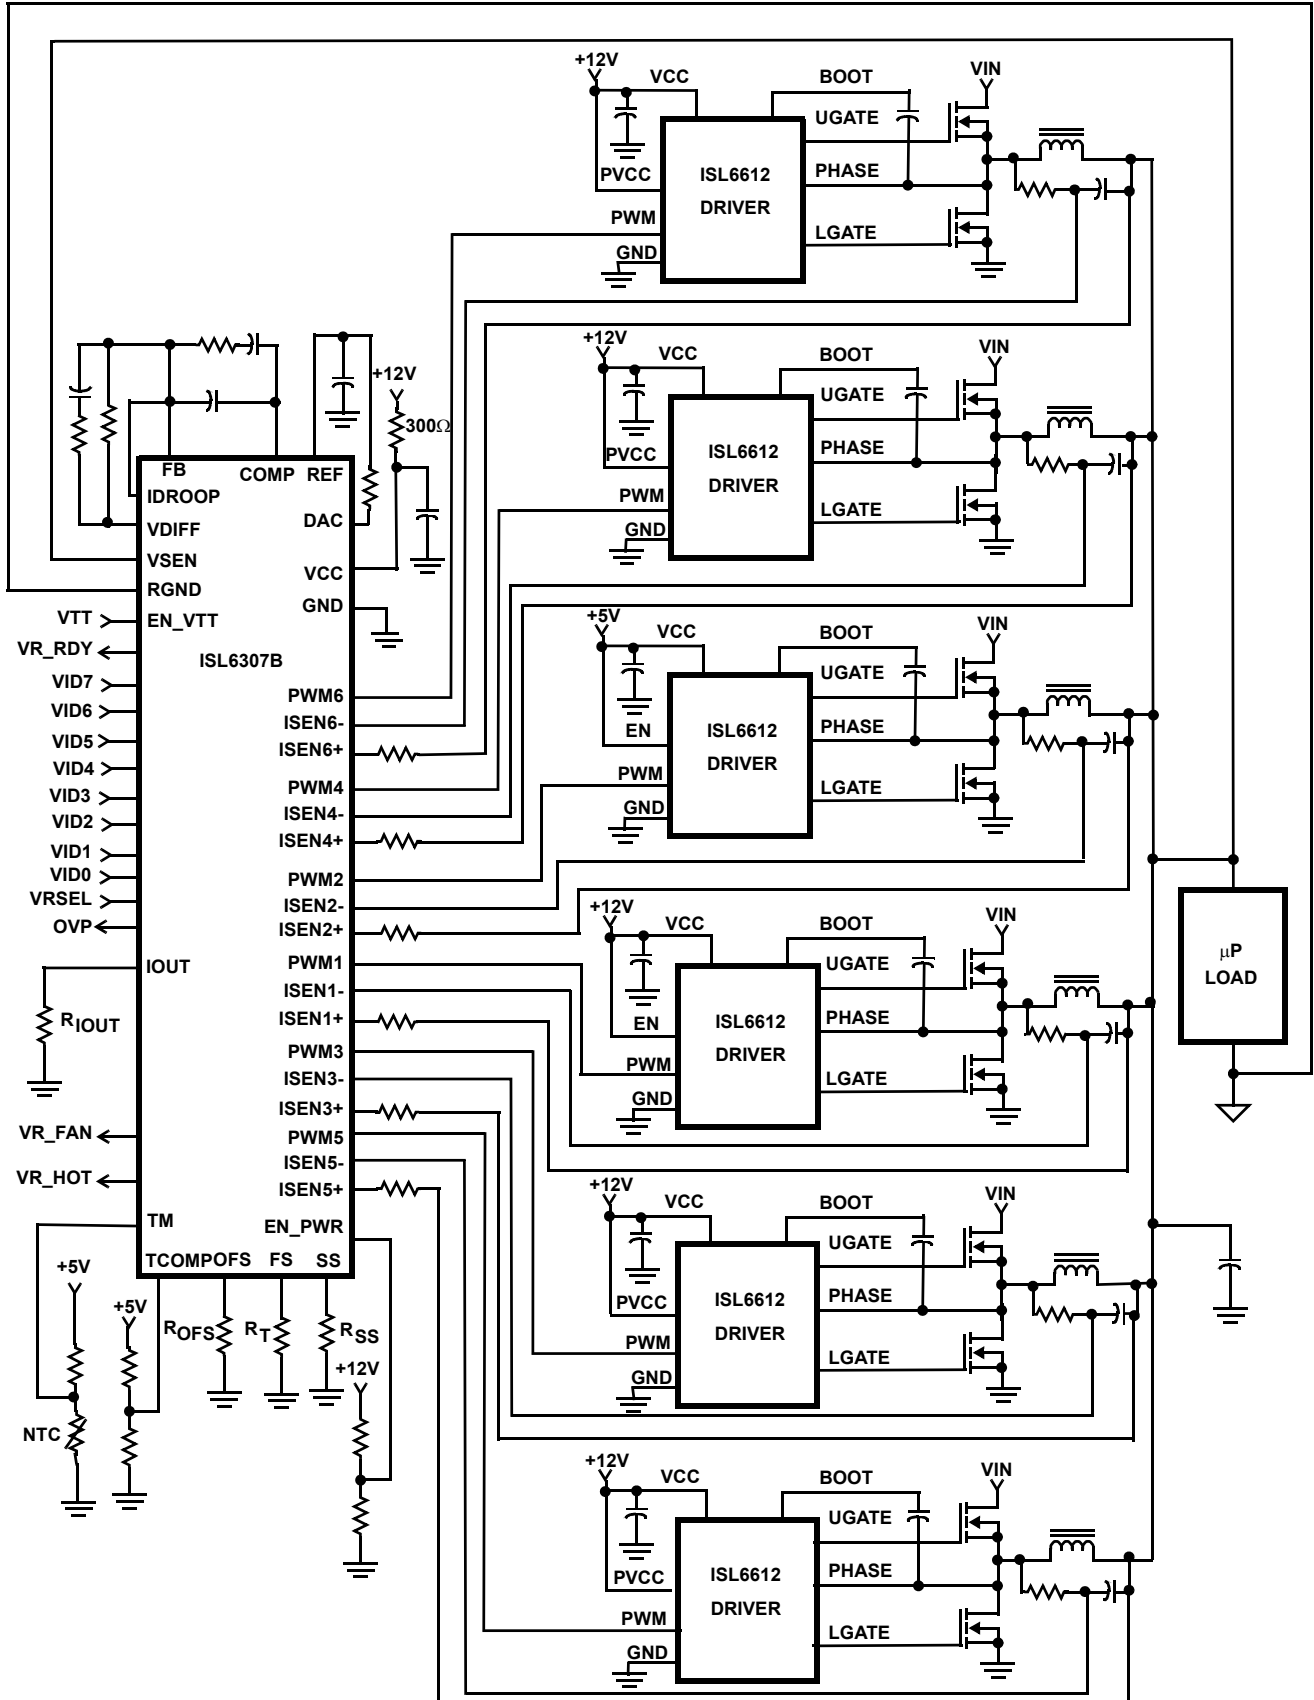 +12V
VCC
BOOT
VIN
UGATE
ISL6612
DRIVER
PVCC
PHASE
PWM
LGATE
GND
+12V
VCC
BOOT
VIN
UGATE
ISL6612
DRIVER
PVCC
PHASE
PWM
LGATE
GND
+12V
300Ω
FB
COMP
REF
IDROOP
DAC
VDIFF
VSEN
VCC
RGND
GND
VTT
EN_VTT
VR_RDY
ISL6307B
VID7
VID6
VID5
VID4
VID3
VID2
VID1
VID0
VRSEL
OVP
IOUT
RIOUT
VR_FAN
VR_HOT
TM
PWM6
ISEN6-
ISEN6+
PWM4
ISEN4-
ISEN4+
PWM2
ISEN2-
ISEN2+
PWM1
ISEN1-
ISEN1+
PWM3
ISEN3-
ISEN3+
PWM5
ISEN5-
ISEN5+
EN_PWR
TCOMP
OFS
FS
SS
+5V
+5V
ROFS
RT
RSS
+12V
NTC
+5V
VCC
BOOT
VIN
UGATE
ISL6612
DRIVER
EN
PHASE
PWM
LGATE
GND
+12V
VCC
BOOT
VIN
UGATE
ISL6612
DRIVER
EN
PHASE
PWM
LGATE
GND
μP
LOAD
+12V
VCC
BOOT
VIN
UGATE
ISL6612
DRIVER
PVCC
PHASE
PWM
LGATE
GND
+12V
VCC
BOOT
VIN
UGATE
ISL6612
DRIVER
PVCC
PHASE
PWM
LGATE
GND